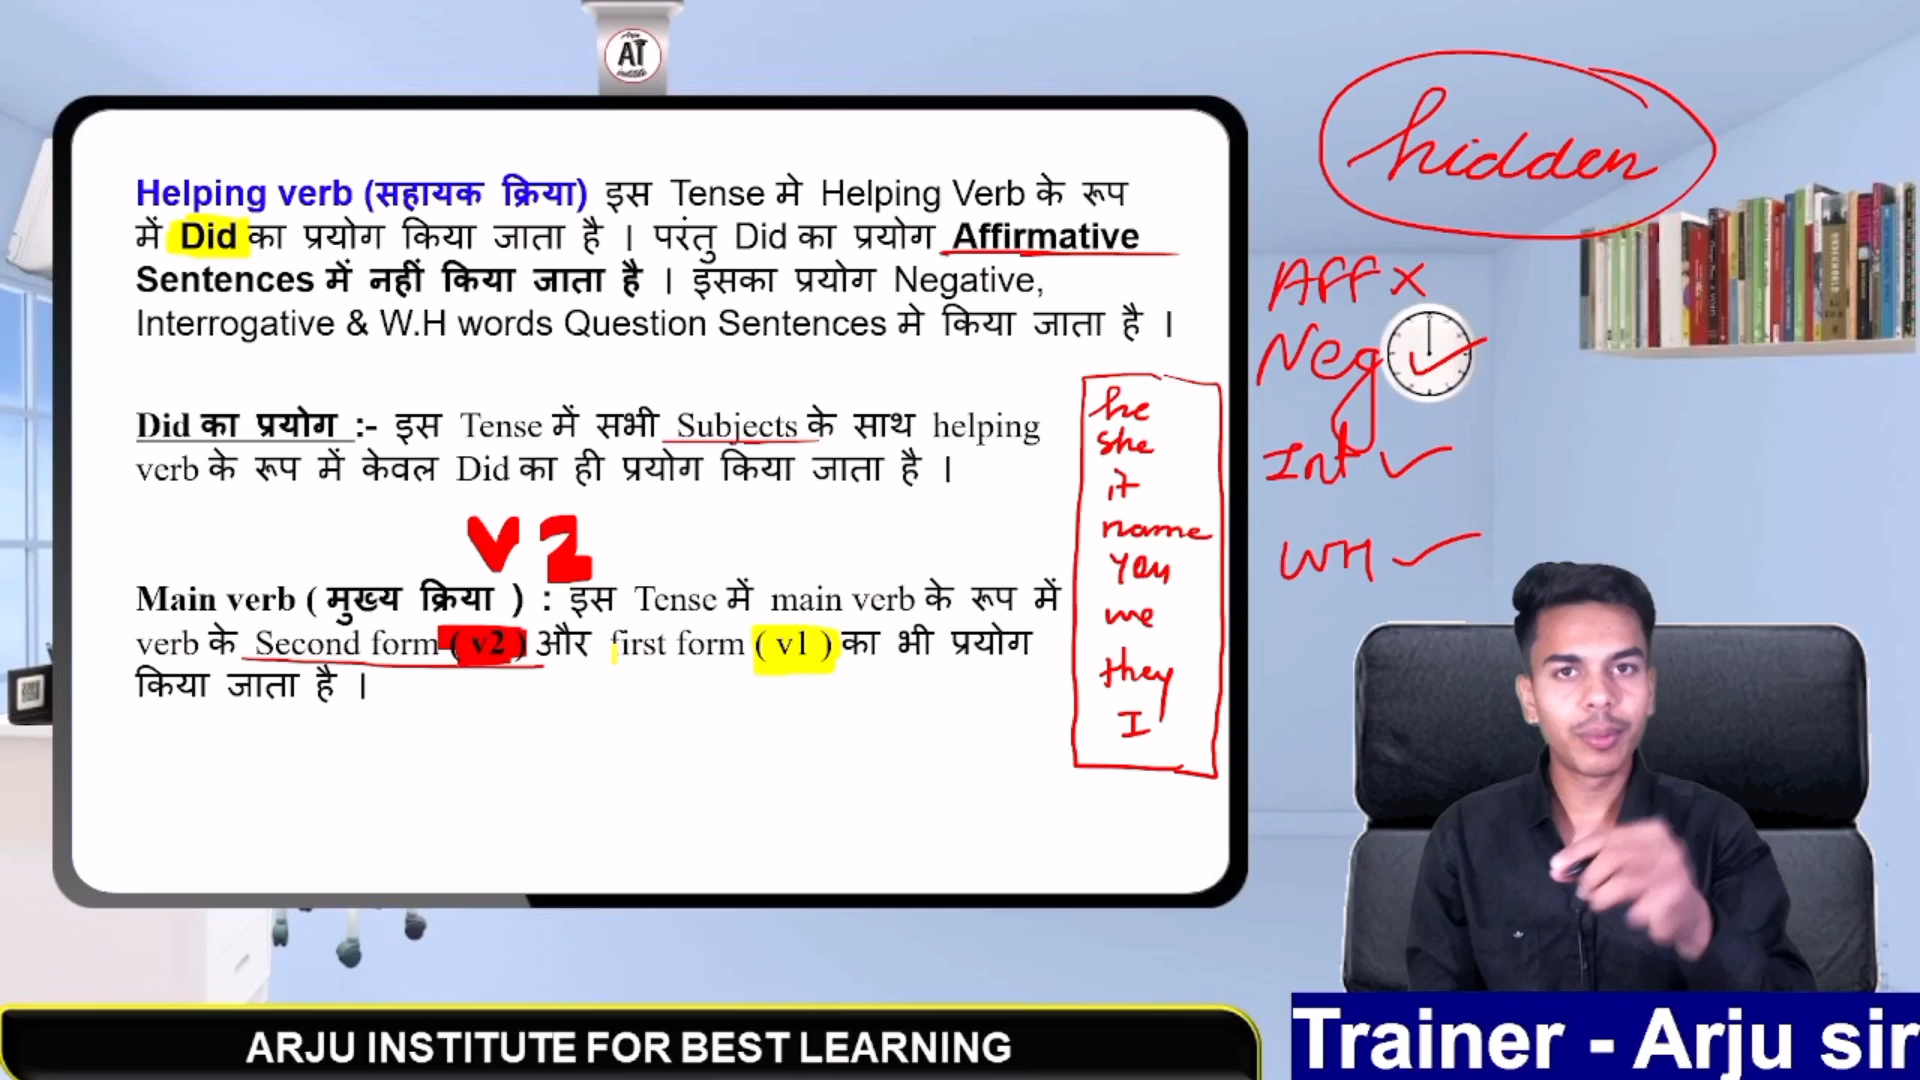 Arju
AT
institute
hidden
Helping verb (सहायक क्रिया) इस Tense मे Helping Verb के रूप
में Did का प्रयोग किया जाता है । परंतु Did का प्रयोग Affirmative
Sentences में नहीं किया जाता है । इसका प्रयोग Negative,
Interrogative & W.H words Question Sentences मे किया जाता है ।
Aff x
Neg ✓
Int ✓
WH ✓
Did का प्रयोग :- इस Tense में सभी Subjects के साथ helping
verb के रूप में केवल Did का ही प्रयोग किया जाता है ।
he
she
it
name
you
we
they
I
V2
Main verb ( मुख्य क्रिया ) : इस Tense में main verb के रूप में
verb के Second form ( v2 ) और first form ( v1 ) का भी प्रयोग
किया जाता है ।
ARJU INSTITUTE FOR BEST LEARNING
Trainer - Arju sir